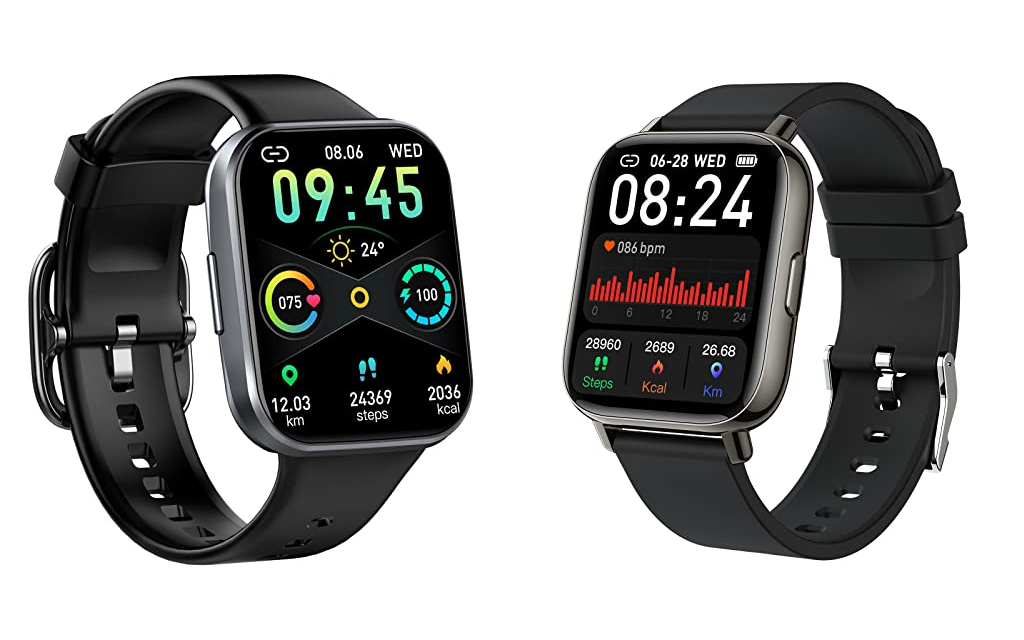 08.06 WED
09:45
24°
075
100
12.03
km
24369
steps
2036
kcal
06-28 WED
08:24
086 bpm
0 6 12 18 24
28960
Steps
2689
Kcal
26.68
Km